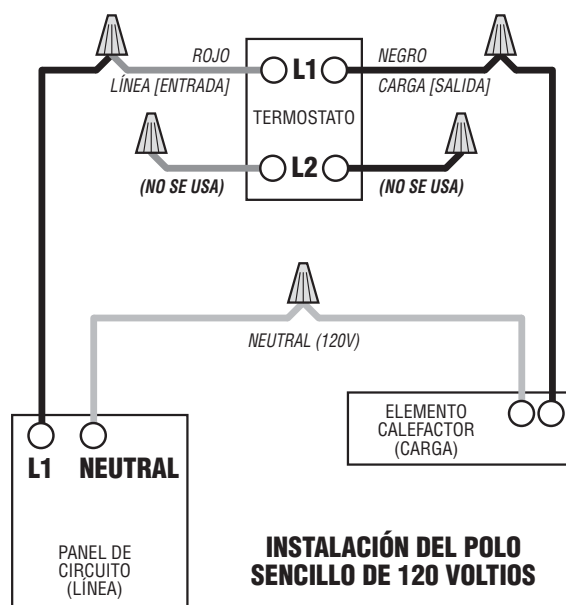 ROJO
L1
NEGRO
LÍNEA [ENTRADA]
CARGA [SALIDA]
TERMOSTATO
L2
(NO SE USA)
(NO SE USA)
NEUTRAL (120V)
ELEMENTO
CALEFACTOR
(CARGA)
L1
NEUTRAL
PANEL DE
CIRCUITO
(LÍNEA)
INSTALACIÓN DEL POLO
SENCILLO DE 120 VOLTIOS